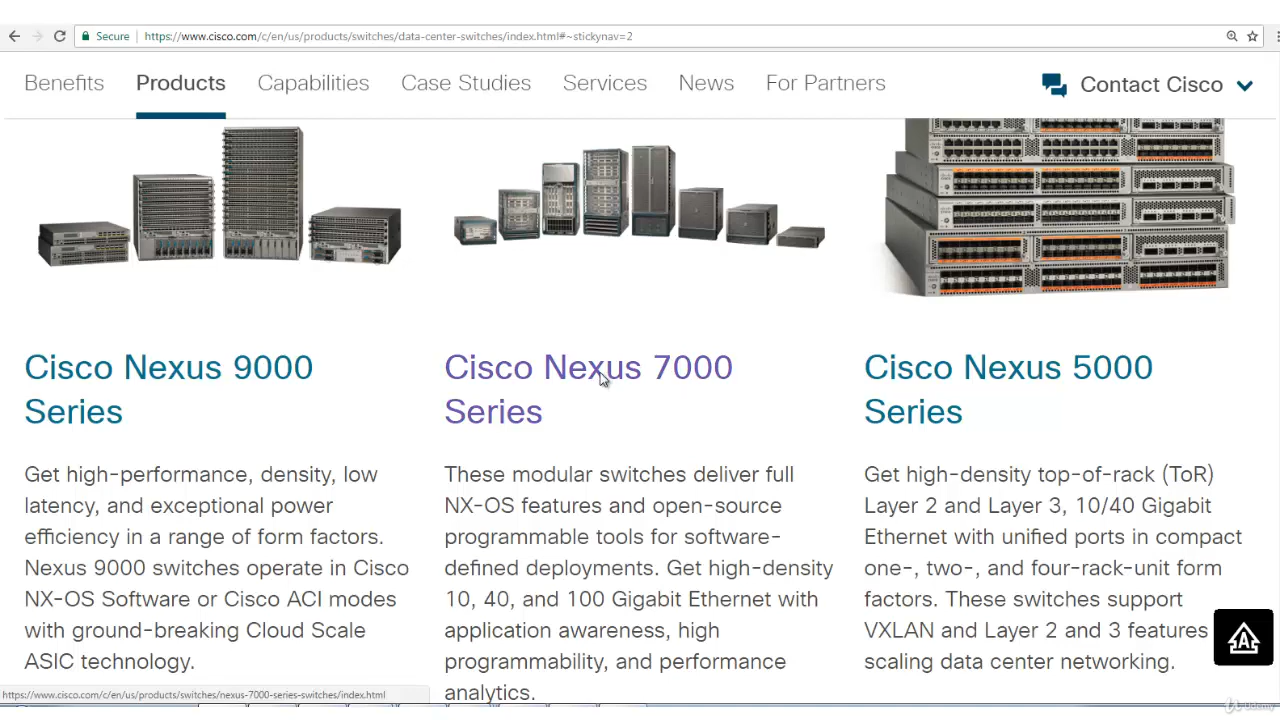 Secure https://www.cisco.com/c/en/us/products/switches/data-center-switches/index.html#~stickynav=2
Benefits Products Capabilities Case Studies Services News For Partners Contact Cisco
Cisco Nexus 9000
Series
Get high-performance, density, low
latency, and exceptional power
efficiency in a range of form factors.
Nexus 9000 switches operate in Cisco
NX-OS Software or Cisco ACI modes
with ground-breaking Cloud Scale
ASIC technology.
Cisco Nexus 7000
Series
These modular switches deliver full
NX-OS features and open-source
programmable tools for software-
defined deployments. Get high-density
10, 40, and 100 Gigabit Ethernet with
application awareness, high
programmability, and performance
analytics.
Cisco Nexus 5000
Series
Get high-density top-of-rack (ToR)
Layer 2 and Layer 3, 10/40 Gigabit
Ethernet with unified ports in compact
one-, two-, and four-rack-unit form
factors. These switches support
VXLAN and Layer 2 and 3 features for
scaling data center networking.
A
https://www.cisco.com/c/en/us/products/switches/nexus-7000-series-switches/index.html
Udemy